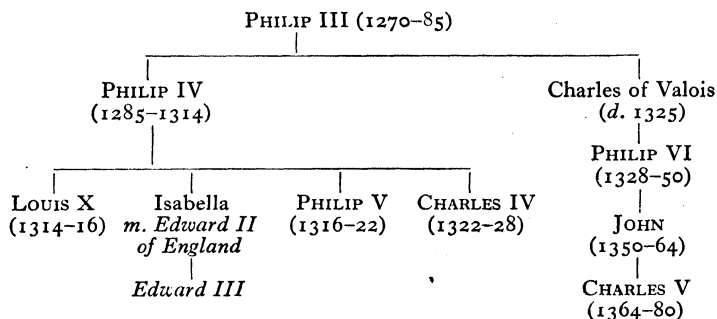 PHILIP III (1270–85)
PHILIP IV
(1285–1314)
Charles of Valois
(d. 1325)
PHILIP VI
(1328–50)
LOUIS X
(1314–16)
Isabella
m. Edward II
of England
PHILIP V
(1316–22)
CHARLES IV
(1322–28)
JOHN
(1350–64)
Edward III
CHARLES V
(1364–80)